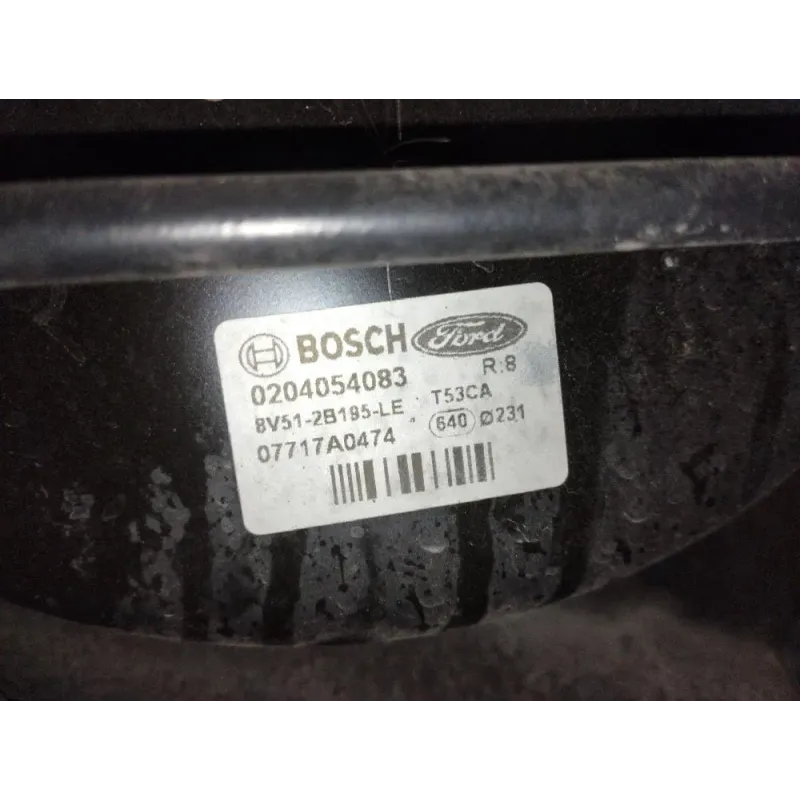 BOSCH Ford
0204054083 R:8
8V51-2B195-LE T53CA
07717A0474 640 Ø231